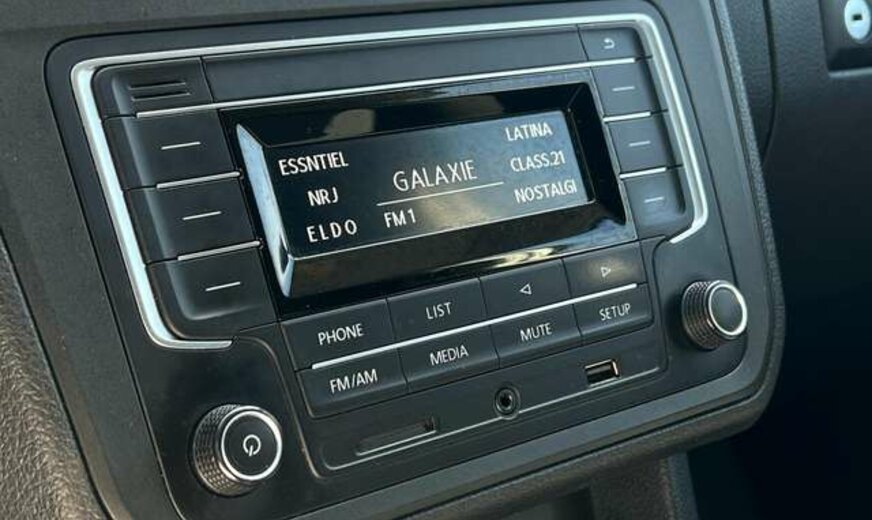 ESSNTIEL
NRJ
ELDO
GALAXIE
FM1
LATINA
CLASS.21
NOSTALGI
PHONE
LIST
FM/AM
MEDIA
MUTE
SETUP